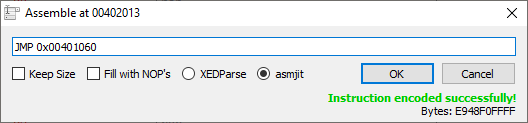 Assemble at 00402013
JMP 0x00401060
Keep Size Fill with NOP's XEDParse asmjit OK Cancel
Instruction encoded successfully!
Bytes: E948F0FFFF